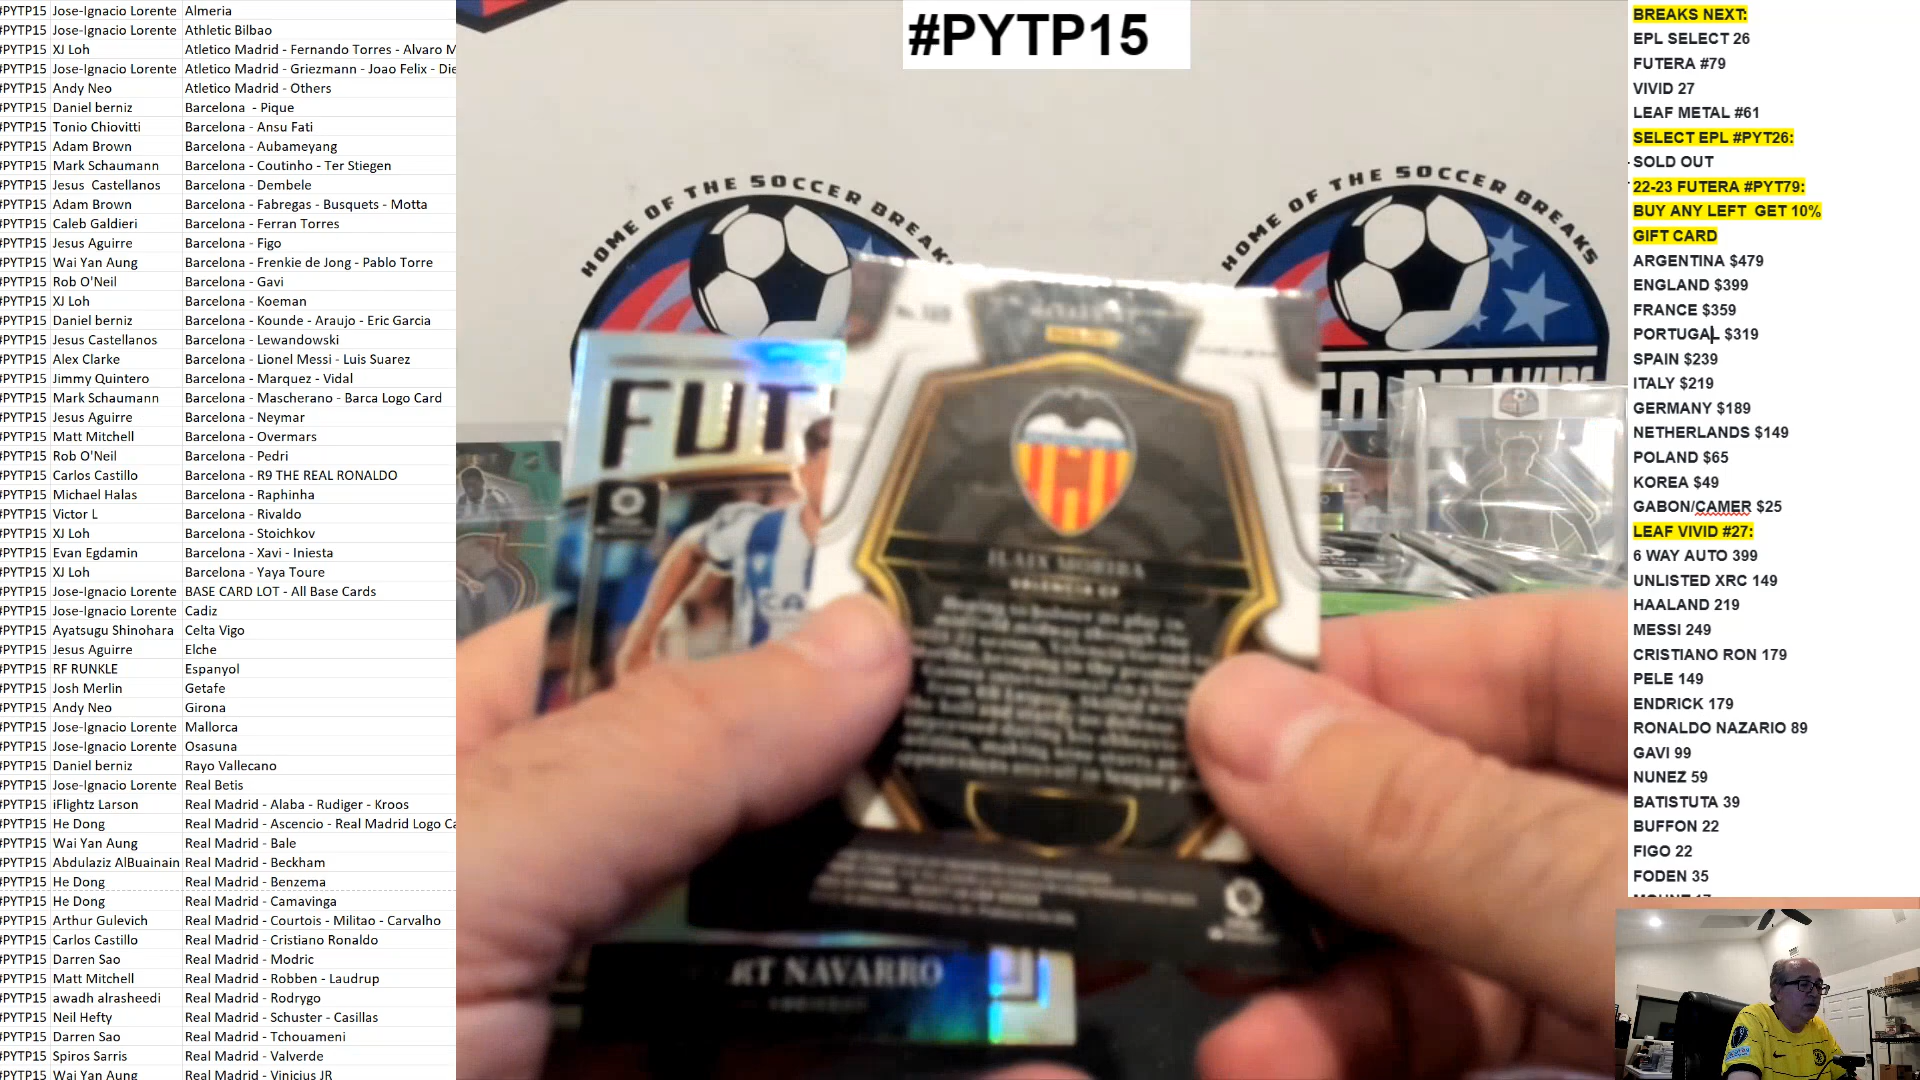 #PYTP15 Jose-Ignacio Lorente Almeria
#PYTP15 Jose-Ignacio Lorente Athletic Bilbao
#PYTP15 XJ Loh Atletico Madrid - Fernando Torres - Alvaro M
#PYTP15 Jose-Ignacio Lorente Atletico Madrid - Griezmann - Joao Felix - Die
#PYTP15 Andy Neo Atletico Madrid - Others
#PYTP15 Daniel berniz Barcelona - Pique
#PYTP15 Tonio Chiovitti Barcelona - Ansu Fati
#PYTP15 Adam Brown Barcelona - Aubameyang
#PYTP15 Mark Schaumann Barcelona - Coutinho - Ter Stiegen
#PYTP15 Jesus Castellanos Barcelona - Dembele
#PYTP15 Adam Brown Barcelona - Fabregas - Busquets - Motta
#PYTP15 Caleb Galdieri Barcelona - Ferran Torres
#PYTP15 Jesus Aguirre Barcelona - Figo
#PYTP15 Wai Yan Aung Barcelona - Frenkie de Jong - Pablo Torre
#PYTP15 Rob O'Neil Barcelona - Gavi
#PYTP15 XJ Loh Barcelona - Koeman
#PYTP15 Daniel berniz Barcelona - Kounde - Araujo - Eric Garcia
#PYTP15 Jesus Castellanos Barcelona - Lewandowski
#PYTP15 Alex Clarke Barcelona - Lionel Messi - Luis Suarez
#PYTP15 Jimmy Quintero Barcelona - Marquez - Vidal
#PYTP15 Mark Schaumann Barcelona - Mascherano - Barca Logo Card
#PYTP15 Jesus Aguirre Barcelona - Neymar
#PYTP15 Matt Mitchell Barcelona - Overmars
#PYTP15 Rob O'Neil Barcelona - Pedri
#PYTP15 Carlos Castillo Barcelona - R9 THE REAL RONALDO
#PYTP15 Michael Halas Barcelona - Raphinha
#PYTP15 Victor L Barcelona - Rivaldo
#PYTP15 XJ Loh Barcelona - Stoichkov
#PYTP15 Evan Egdamin Barcelona - Xavi - Iniesta
#PYTP15 XJ Loh Barcelona - Yaya Toure
#PYTP15 Jose-Ignacio Lorente BASE CARD LOT - All Base Cards
#PYTP15 Jose-Ignacio Lorente Cadiz
#PYTP15 Ayatsugu Shinohara Celta Vigo
#PYTP15 Jesus Aguirre Elche
#PYTP15 RF RUNKLE Espanyol
#PYTP15 Josh Merlin Getafe
#PYTP15 Andy Neo Girona
#PYTP15 Jose-Ignacio Lorente Mallorca
#PYTP15 Jose-Ignacio Lorente Osasuna
#PYTP15 Daniel berniz Rayo Vallecano
#PYTP15 Jose-Ignacio Lorente Real Betis
#PYTP15 iFlightz Larson Real Madrid - Alaba - Rudiger - Kroos
#PYTP15 He Dong Real Madrid - Ascencio - Real Madrid Logo Ca
#PYTP15 Wai Yan Aung Real Madrid - Bale
#PYTP15 Abdulaziz AlBuainain Real Madrid - Beckham
#PYTP15 He Dong Real Madrid - Benzema
#PYTP15 He Dong Real Madrid - Camavinga
#PYTP15 Arthur Gulevich Real Madrid - Courtois - Militao - Carvalho
#PYTP15 Carlos Castillo Real Madrid - Cristiano Ronaldo
#PYTP15 Darren Sao Real Madrid - Modric
#PYTP15 Matt Mitchell Real Madrid - Robben - Laudrup
#PYTP15 awadh alrasheedi Real Madrid - Rodrygo
#PYTP15 Neil Hefty Real Madrid - Schuster - Casillas
#PYTP15 Darren Sao Real Madrid - Tchouameni
#PYTP15 Spiros Sarris Real Madrid - Valverde
#PYTP15 Wai Yan Aung Real Madrid - Vinicius JR
#PYTP15
HOME OF THE SOCCER BREAKS
HOME OF THE SOCCER BREAKS
FUT
ILAIX MORIBA
VALENCIA CF
RT NAVARRO
BREAKS NEXT:
EPL SELECT 26
FUTERA #79
VIVID 27
LEAF METAL #61
SELECT EPL #PYT26:
SOLD OUT
22-23 FUTERA #PYT79:
BUY ANY LEFT GET 10%
GIFT CARD
ARGENTINA $479
ENGLAND $399
FRANCE $359
PORTUGAL $319
SPAIN $239
ITALY $219
GERMANY $189
NETHERLANDS $149
POLAND $65
KOREA $49
GABON/CAMER $25
LEAF VIVID #27:
6 WAY AUTO 399
UNLISTED XRC 149
HAALAND 219
MESSI 249
CRISTIANO RON 179
PELE 149
ENDRICK 179
RONALDO NAZARIO 89
GAVI 99
NUNEZ 59
BATISTUTA 39
BUFFON 22
FIGO 22
FODEN 35